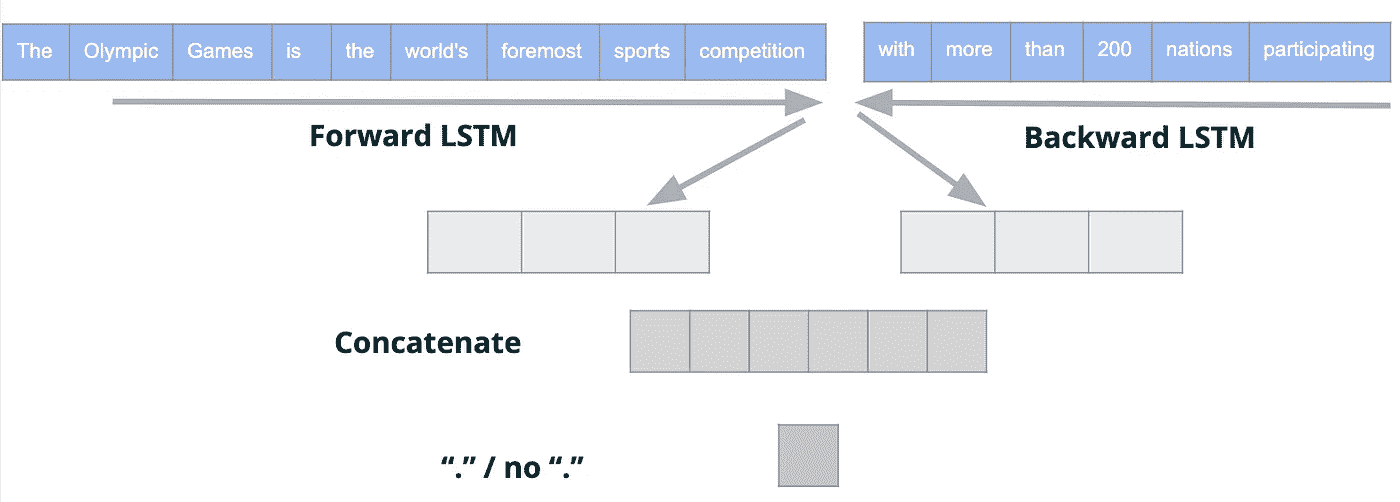 The Olympic Games is the world's foremost sports competition with more than 200 nations participating
Forward LSTM Backward LSTM
Concatenate
“.” / no “.”